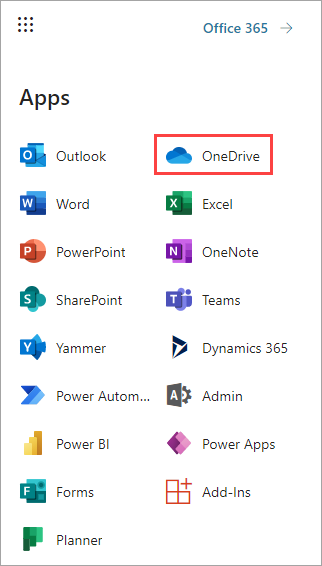 Office 365 →
Apps
Outlook
OneDrive
Word
Excel
PowerPoint
OneNote
SharePoint
Teams
Yammer
Dynamics 365
Power Autom...
Admin
Power BI
Power Apps
Forms
Add-Ins
Planner